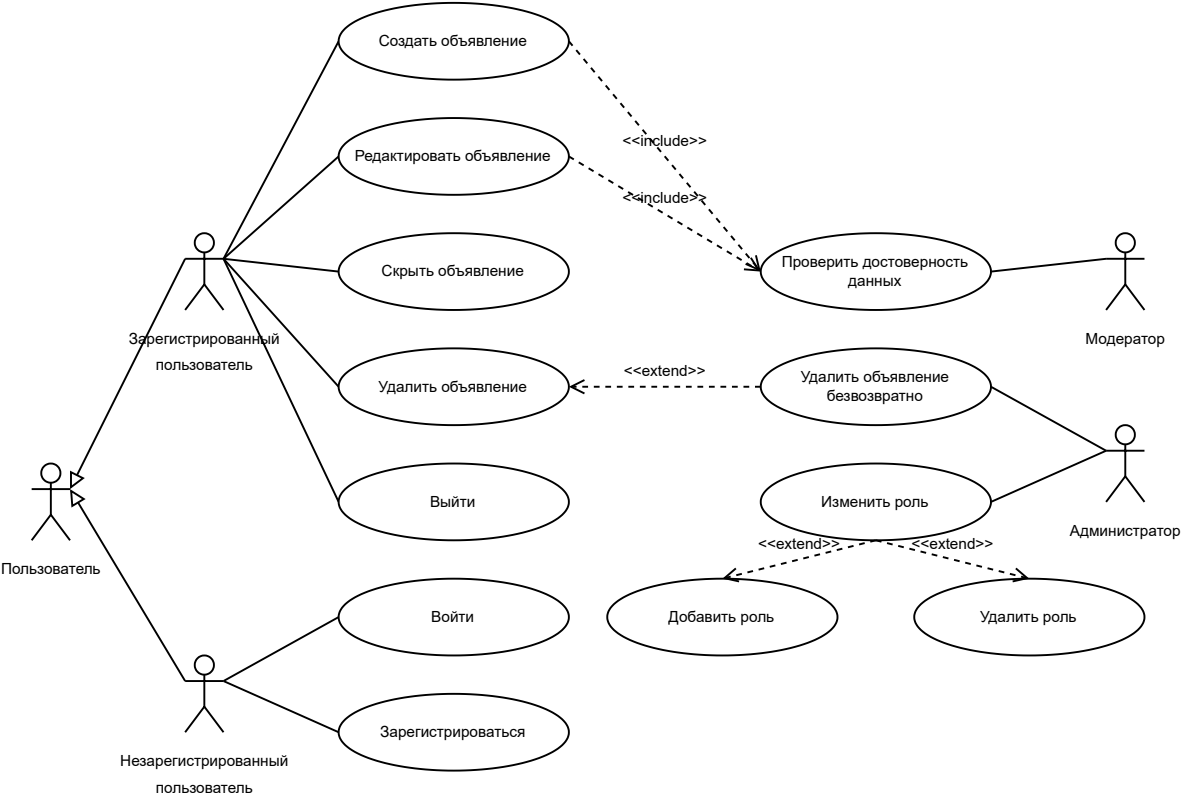 Создать объявление
<<include>>
Редактировать объявление
<<include>>
Скрыть объявление
Проверить достоверность
данных
Зарегистрированный
пользователь
Модератор
Удалить объявление
<<extend>>
Удалить объявление
безвозвратно
Выйти
Изменить роль
Администратор
<<extend>>
<<extend>>
Пользователь
Войти
Добавить роль
Удалить роль
Зарегистрироваться
Незарегистрированный
пользователь